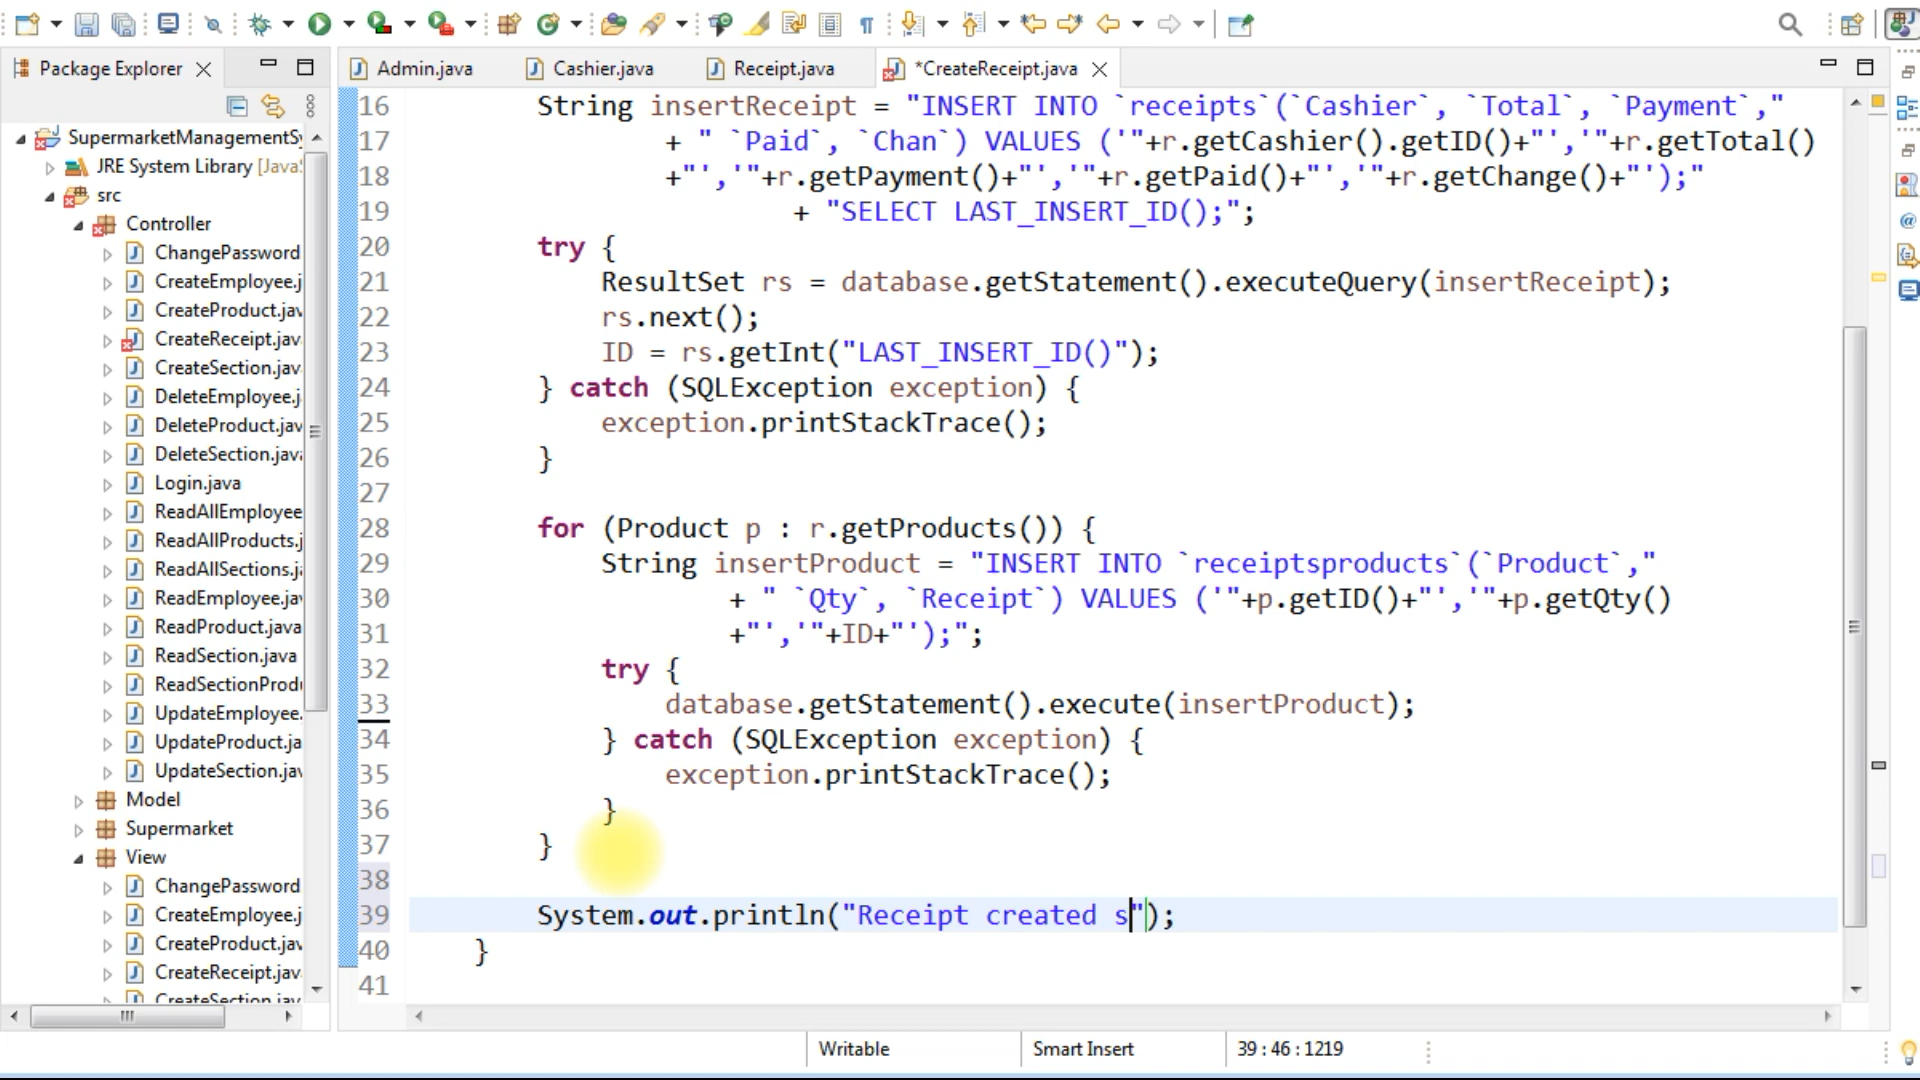 Package Explorer
Admin.java
Cashier.java
Receipt.java
*CreateReceipt.java
SupermarketManagementSy
JRE System Library [Java
src
Controller
ChangePassword
CreateEmployee.j
CreateProduct.jav
CreateReceipt.jav
CreateSection.jav
DeleteEmployee.j
DeleteProduct.jav
DeleteSection.java
Login.java
ReadAllEmployee
ReadAllProducts.j
ReadAllSections.j
ReadEmployee.jav
ReadProduct.java
ReadSection.java
ReadSectionProdu
UpdateEmployee.
UpdateProduct.ja
UpdateSection.jav
Model
Supermarket
View
ChangePassword
CreateEmployee.j
CreateProduct.jav
CreateReceipt.jav
CreateSection.jav
16 String insertReceipt = "INSERT INTO `receipts`(`Cashier`, `Total`, `Payment`,"
17 + " `Paid`, `Chan`) VALUES ('"+r.getCashier().getID()+"','"+r.getTotal()
18 +"','"+r.getPayment()+"','"+r.getPaid()+"','"+r.getChange()+"');"
19 + "SELECT LAST_INSERT_ID();";
20 try {
21 ResultSet rs = database.getStatement().executeQuery(insertReceipt);
22 rs.next();
23 ID = rs.getInt("LAST_INSERT_ID()");
24 } catch (SQLException exception) {
25 exception.printStackTrace();
26 }
27
28 for (Product p : r.getProducts()) {
29 String insertProduct = "INSERT INTO `receiptsproducts`(`Product`,"
30 + " `Qty`, `Receipt`) VALUES ('"+p.getID()+"','"+p.getQty()
31 +"','"+ID+"');";
32 try {
33 database.getStatement().execute(insertProduct);
34 } catch (SQLException exception) {
35 exception.printStackTrace();
36 }
37 }
38
39 System.out.println("Receipt created s");
40 }
41
Writable
Smart Insert
39 : 46 : 1219